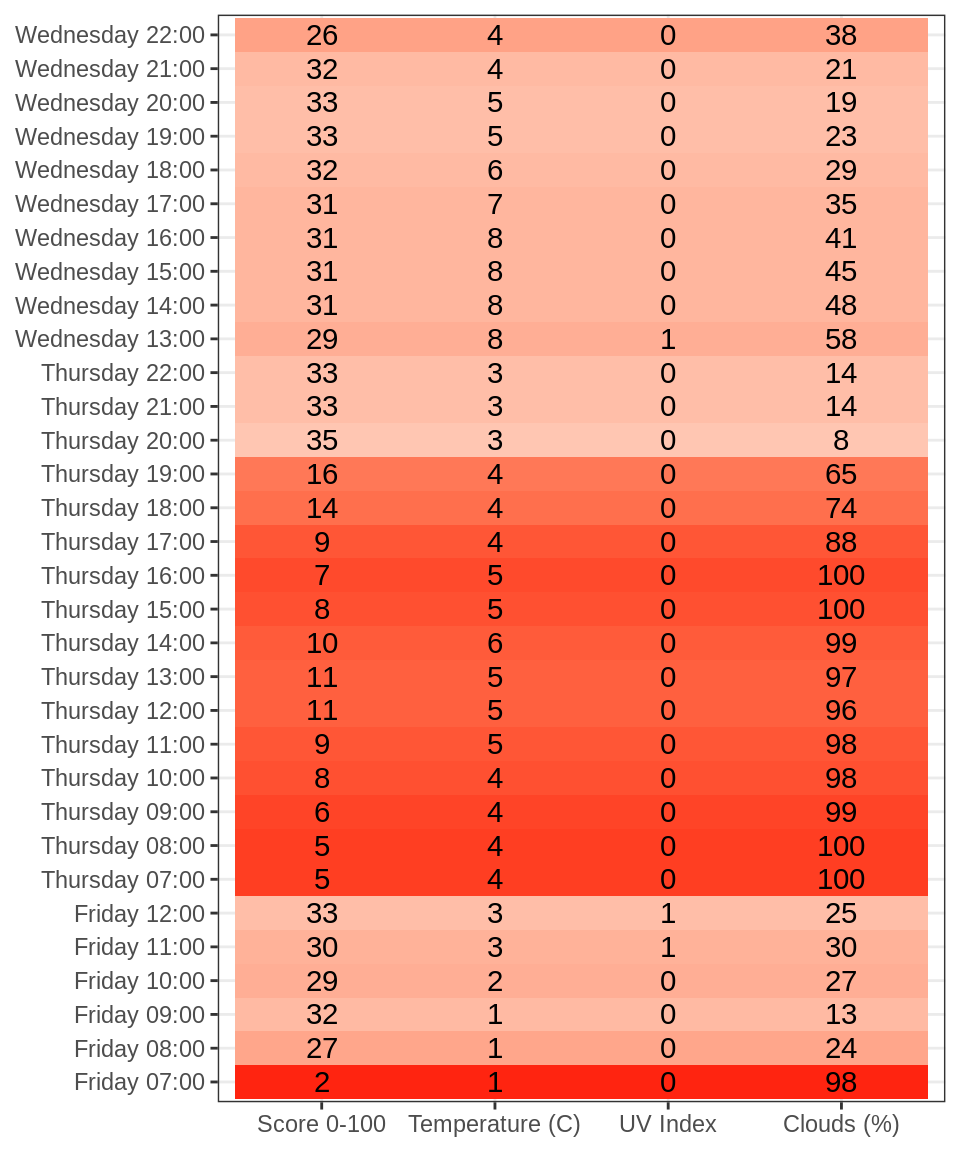 Wednesday 22:00 26 4 0 38
Wednesday 21:00 32 4 0 21
Wednesday 20:00 33 5 0 19
Wednesday 19:00 33 5 0 23
Wednesday 18:00 32 6 0 29
Wednesday 17:00 31 7 0 35
Wednesday 16:00 31 8 0 41
Wednesday 15:00 31 8 0 45
Wednesday 14:00 31 8 0 48
Wednesday 13:00 29 8 1 58
Thursday 22:00 33 3 0 14
Thursday 21:00 33 3 0 14
Thursday 20:00 35 3 0 8
Thursday 19:00 16 4 0 65
Thursday 18:00 14 4 0 74
Thursday 17:00 9 4 0 88
Thursday 16:00 7 5 0 100
Thursday 15:00 8 5 0 100
Thursday 14:00 10 6 0 99
Thursday 13:00 11 5 0 97
Thursday 12:00 11 5 0 96
Thursday 11:00 9 5 0 98
Thursday 10:00 8 4 0 98
Thursday 09:00 6 4 0 99
Thursday 08:00 5 4 0 100
Thursday 07:00 5 4 0 100
Friday 12:00 33 3 1 25
Friday 11:00 30 3 1 30
Friday 10:00 29 2 0 27
Friday 09:00 32 1 0 13
Friday 08:00 27 1 0 24
Friday 07:00 2 1 0 98
Score 0-100 Temperature (C) UV Index Clouds (%)